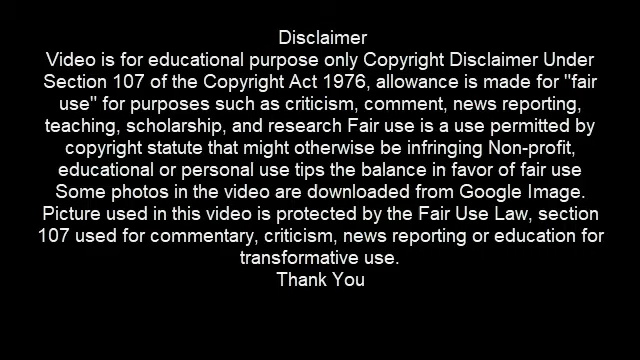 Disclaimer
Video is for educational purpose only Copyright Disclaimer Under
Section 107 of the Copyright Act 1976, allowance is made for "fair
use" for purposes such as criticism, comment, news reporting,
teaching, scholarship, and research Fair use is a use permitted by
copyright statute that might otherwise be infringing Non-profit,
educational or personal use tips the balance in favor of fair use
Some photos in the video are downloaded from Google Image.
Picture used in this video is protected by the Fair Use Law, section
107 used for commentary, criticism, news reporting or education for
transformative use.
Thank You